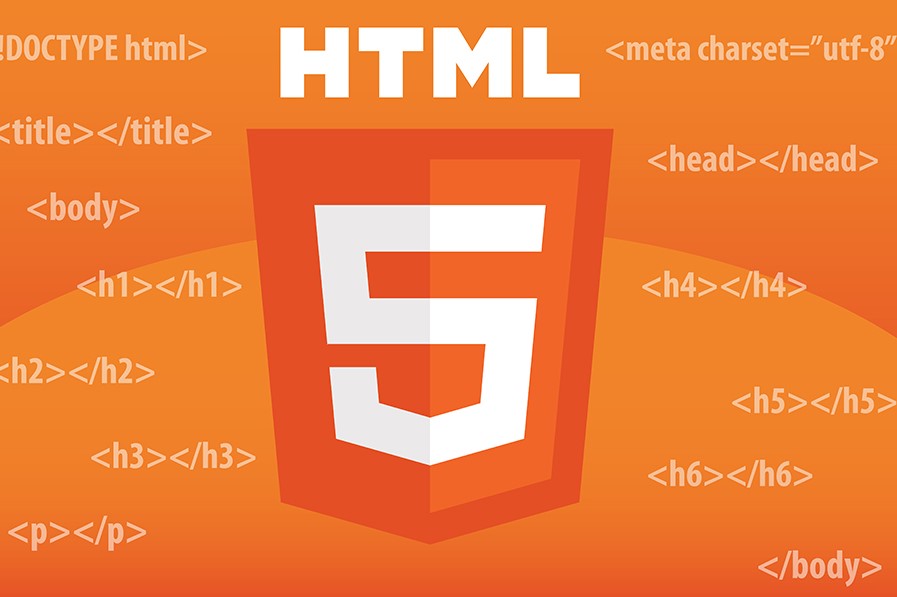 !DOCTYPE html>
HTML
<meta charset="utf-8"
<title></title>
<head></head>
<body>
<h1></h1>
<h4></h4>
5
<h2></h2>
<h5></h5>
<h3></h3>
<h6></h6>
<p></p>
</body>